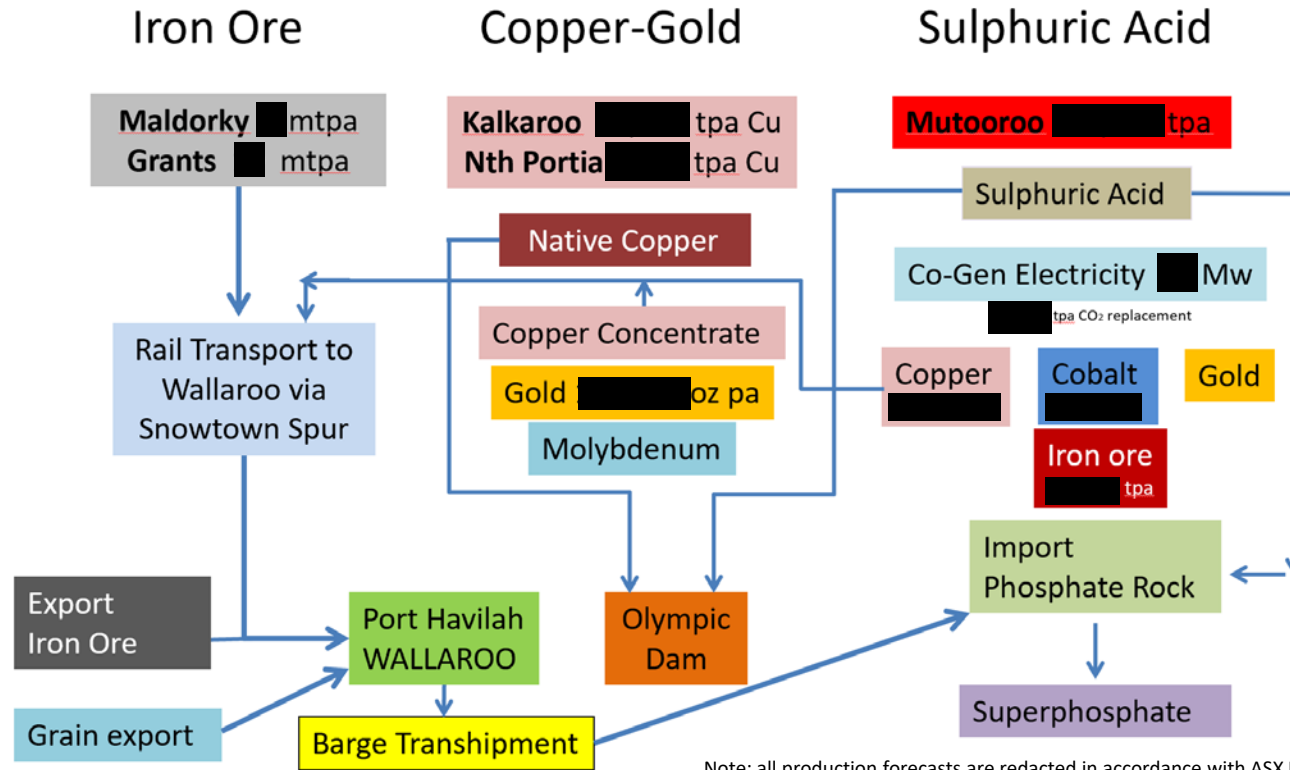 Iron Ore
Copper-Gold
Sulphuric Acid
Maldorky mtpa
Grants mtpa
Kalkaroo tpa Cu
Nth Portia tpa Cu
Mutooroo tpa
Sulphuric Acid
Native Copper
Co-Gen Electricity Mw
tpa CO₂ replacement
Rail Transport to
Wallaroo via
Snowtown Spur
Copper Concentrate
Gold oz pa
Molybdenum
Copper
Cobalt
Gold
Iron ore
tpa
Import
Phosphate Rock
Export
Iron Ore
Port Havilah
WALLAROO
Olympic
Dam
Grain export
Barge Transhipment
Superphosphate
Note: all production forecasts are redacted in accordance with ASX